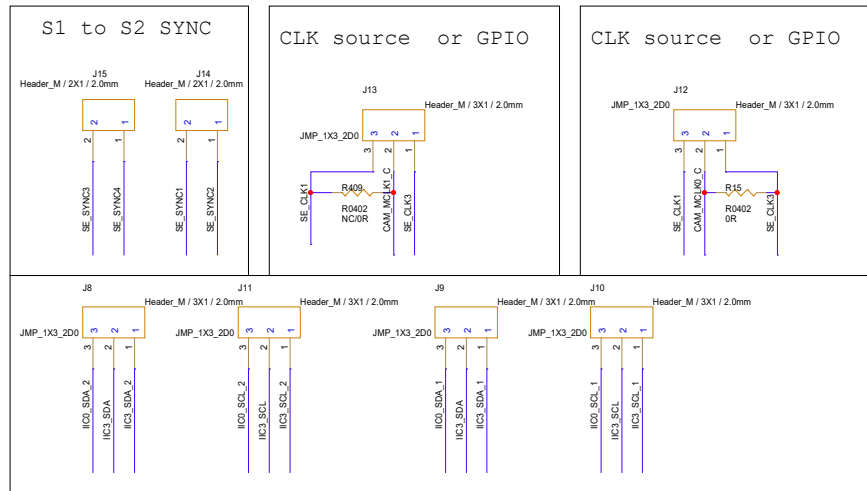 S1 to S2 SYNC
J15
Header_M / 2X1 / 2.0mm
2 1
2 1
SE_SYNC3
SE_SYNC4
J14
Header_M / 2X1 / 2.0mm
2 1
2 1
SE_SYNC1
SE_SYNC2
CLK source or GPIO
J13
Header_M / 3X1 / 2.0mm
JMP_1X3_2D0
3 2 1
3 2 1
R409
R0402
NC/0R
SE_CLK1
CAM_MCLK1_C
SE_CLK3
CLK source or GPIO
J12
Header_M / 3X1 / 2.0mm
JMP_1X3_2D0
3 2 1
3 2 1
R15
R0402
0R
SE_CLK1
CAM_MCLK0_C
SE_CLK3
J8
Header_M / 3X1 / 2.0mm
JMP_1X3_2D0
3 2 1
3 2 1
IIC0_SDA_2
IIC3_SDA
IIC3_SDA_2
J11
Header_M / 3X1 / 2.0mm
JMP_1X3_2D0
3 2 1
3 2 1
IIC0_SCL_2
IIC3_SCL
IIC3_SCL_2
J9
Header_M / 3X1 / 2.0mm
JMP_1X3_2D0
3 2 1
3 2 1
IIC0_SDA_1
IIC3_SDA
IIC3_SDA_1
J10
Header_M / 3X1 / 2.0mm
JMP_1X3_2D0
3 2 1
3 2 1
IIC0_SCL_1
IIC3_SCL
IIC3_SCL_1